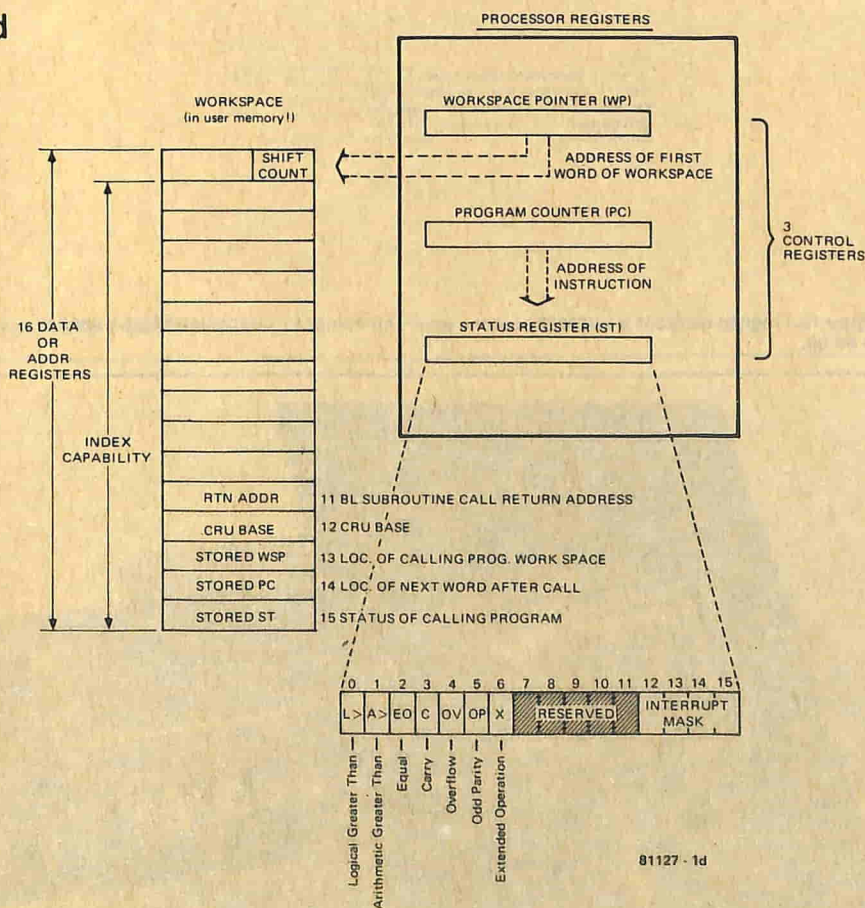 d
PROCESSOR REGISTERS
WORKSPACE
(in user memory!)
WORKSPACE POINTER (WP)
SHIFT
COUNT
ADDRESS OF FIRST
WORD OF WORKSPACE
PROGRAM COUNTER (PC)
3
CONTROL
REGISTERS
ADDRESS OF
INSTRUCTION
STATUS REGISTER (ST)
16 DATA
OR
ADDR
REGISTERS
INDEX
CAPABILITY
RTN ADDR 11 BL SUBROUTINE CALL RETURN ADDRESS
CRU BASE 12 CRU BASE
STORED WSP 13 LOC. OF CALLING PROG. WORK SPACE
STORED PC 14 LOC. OF NEXT WORD AFTER CALL
STORED ST 15 STATUS OF CALLING PROGRAM
0 1 2 3 4 5 6 7 8 9 10 11 12 13 14 15
L> A> EO C OV OP X RESERVED INTERRUPT
MASK
Logical Greater Than
Arithmetic Greater Than
Equal
Carry
Overflow
Odd Parity
Extended Operation
81127 - 1d